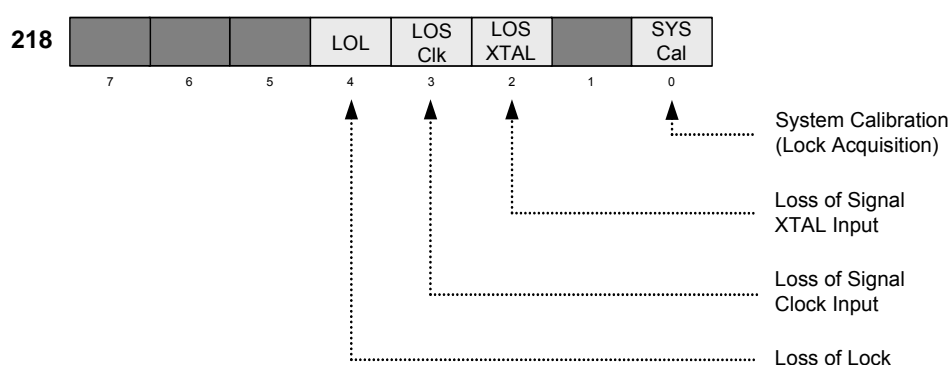 218
LOL
LOS
Clk
LOS
XTAL
SYS
Cal
7 6 5 4 3 2 1 0
System Calibration
(Lock Acquisition)
Loss of Signal
XTAL Input
Loss of Signal
Clock Input
Loss of Lock